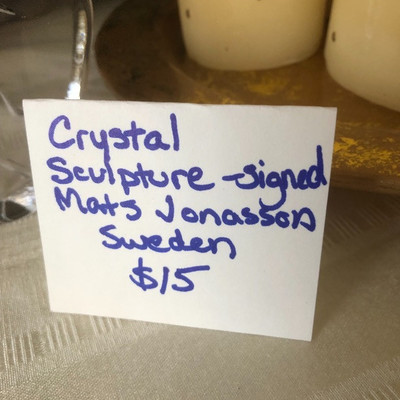 Crystal
Sculpture -signed
Mats Jonasson
Sweden
$15